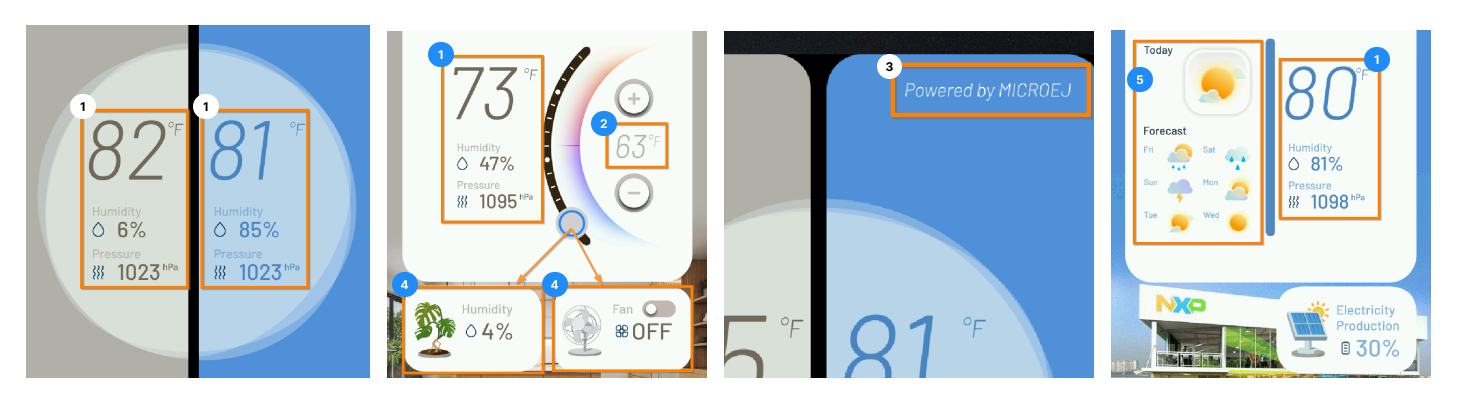 1
82 °F
Humidity
6%
Pressure
1023 hPa
1
81 °F
Humidity
85%
Pressure
1023 hPa
1
73 °F
Humidity
47%
Pressure
1095 hPa
2
63°F
4
Humidity
4%
4
Fan
OFF
3
Powered by MICROEJ
5 °F
81 °F
5
Today
Forecast
Fri Sat
Sun Mon
Tue Wed
1
80 °F
Humidity
81%
Pressure
1098 hPa
NXP
Electricity
Production
30%